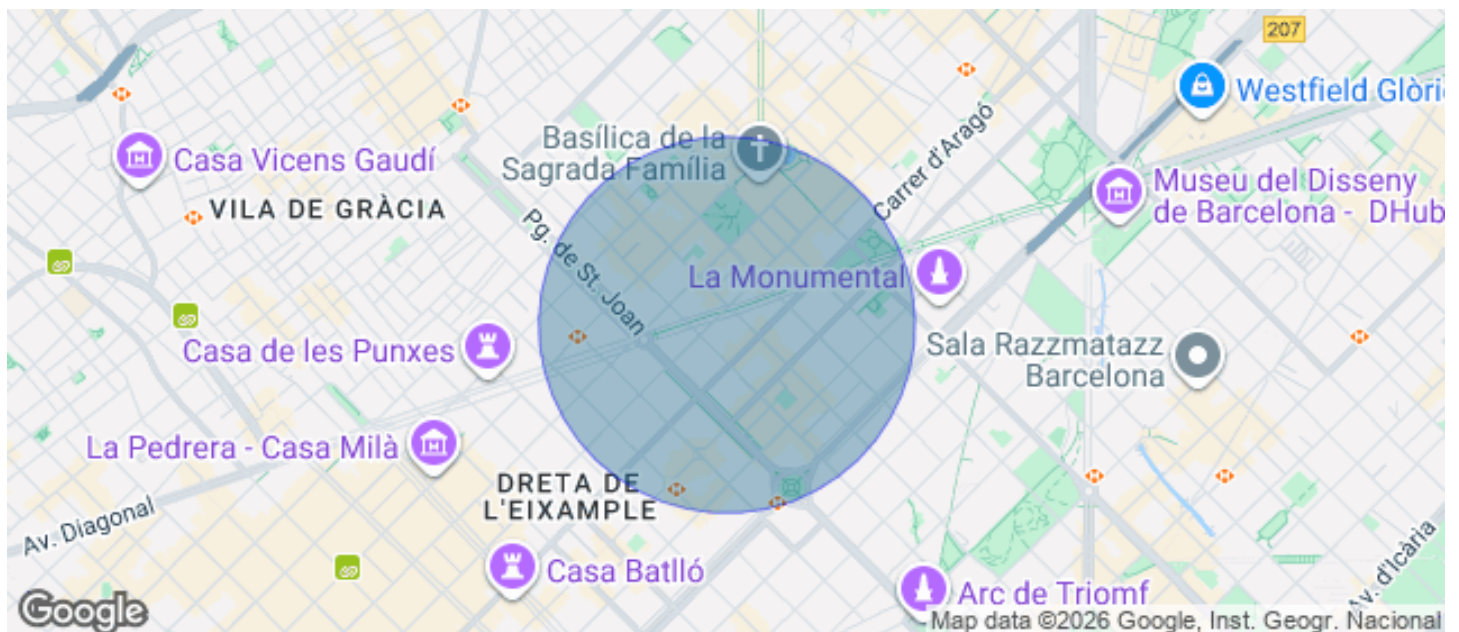 207
Westfield Glòri
Basílica de la
Sagrada Família
Carrer d'Aragó
Casa Vicens Gaudí
Museu del Disseny
de Barcelona - DHub
VILA DE GRÀCIA
Pg. de St. Joan
La Monumental
Casa de les Punxes
Sala Razzmatazz
Barcelona
La Pedrera - Casa Milà
DRETA DE
L'EIXAMPLE
Av. Diagonal
Casa Batlló
Av. d'Icària
Arc de Triomf
Google
Map data ©2026 Google, Inst. Geogr. Nacional